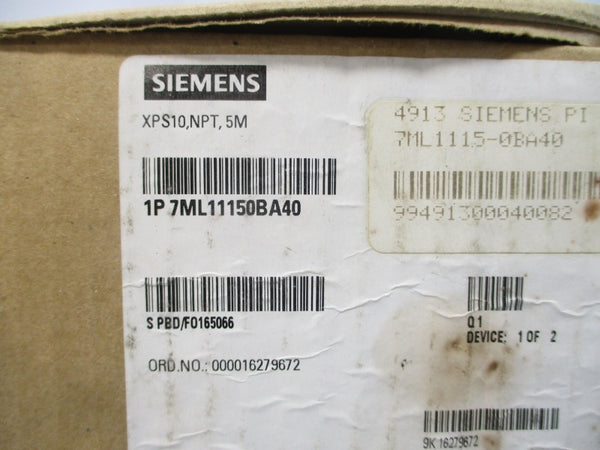 SIEMENS
XPS10,NPT, 5M
1P 7ML11150BA40
S PBD/F0165066
ORD.NO.: 000016279672
4913 SIEMENS PI
7ML1115-0BA40
99491300040082
Q 1
DEVICE: 1 OF 2
9K 16279672